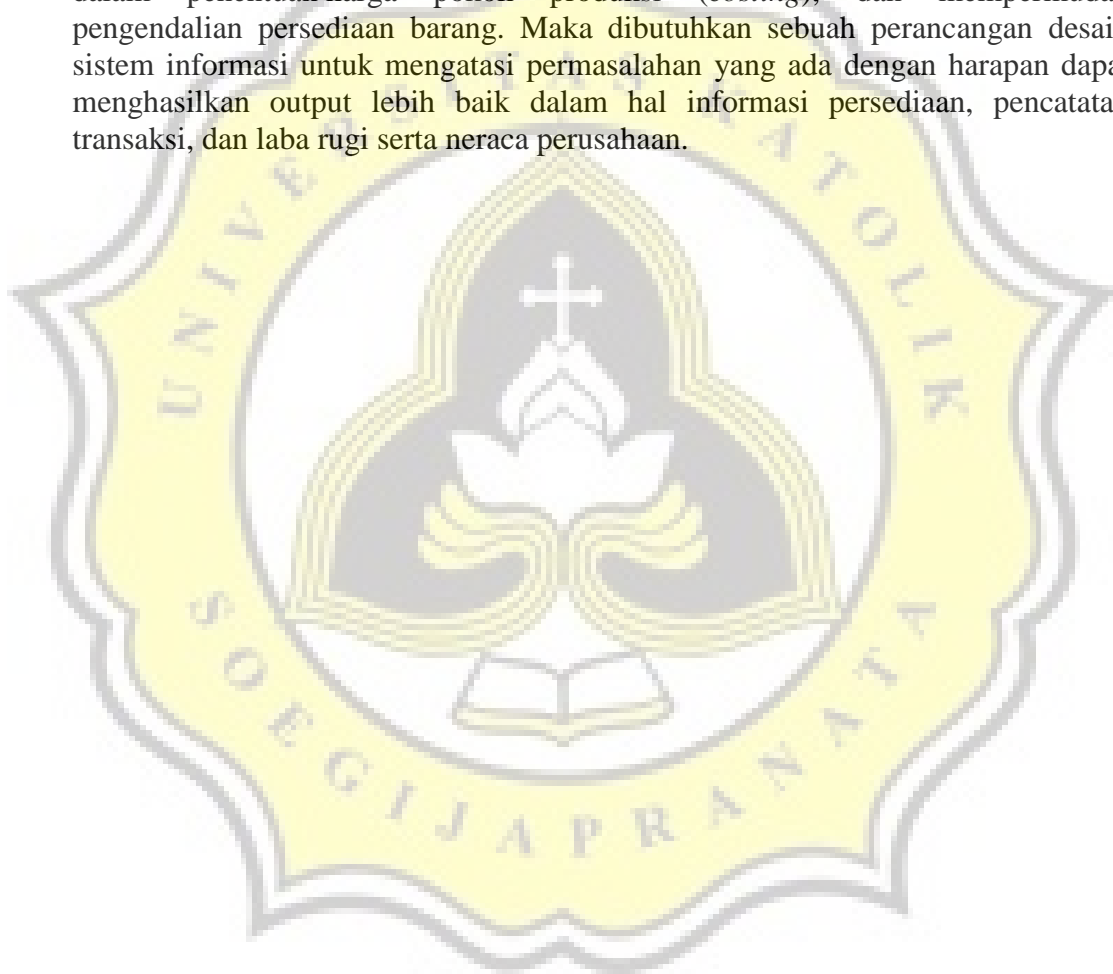 dalam penentuan harga pokok produksi (costing), dan mempermuda
pengendalian persediaan barang. Maka dibutuhkan sebuah perancangan desai
sistem informasi untuk mengatasi permasalahan yang ada dengan harapan dapa
menghasilkan output lebih baik dalam hal informasi persediaan, pencatata
transaksi, dan laba rugi serta neraca perusahaan.
UNIVERSITAS KATOLIK
SOEGIJAPRANATA